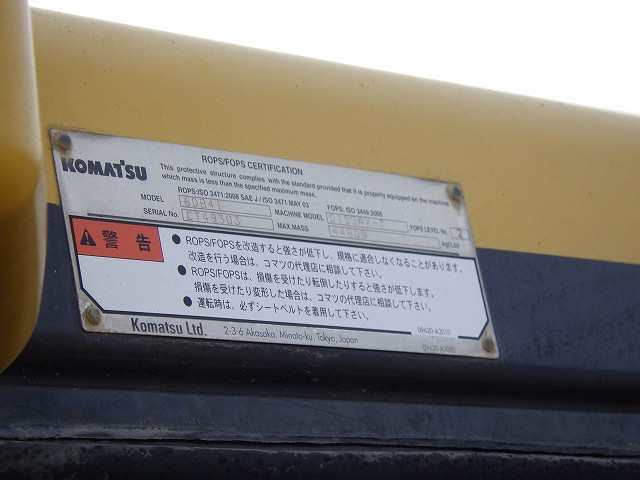 KOMATSU
ROPS/FOPS CERTIFICATION
This protective structure complies with the standard provided that it is properly equipped on the machine
which mass is less than the specified maximum mass.
ROPS:ISO 3471:2008 SAE J / ISO 3471 MAY 03 FOPS: ISO 3449:2005
MODEL 60841 MACHINE MODEL FOPS LEVEL No. 2
SERIAL No. CT49303 MAX.MASS kg(Lb)
警告
● ROPS/FOPSを改造すると強さが低下し、規格に適合しなくなることがあります。
改造を行う場合は、コマツの代理店に相談して下さい。
● ROPS/FOPSは、損傷を受けたり転倒したりすると強さが低下します。
損傷を受けたり変形した場合は、コマツの代理店に相談して下さい。
● 運転時は、必ずシートベルトを着用して下さい。
09620-A2010
Komatsu Ltd. 2-3-6 Akasaka, Minato-ku, Tokyo, Japan